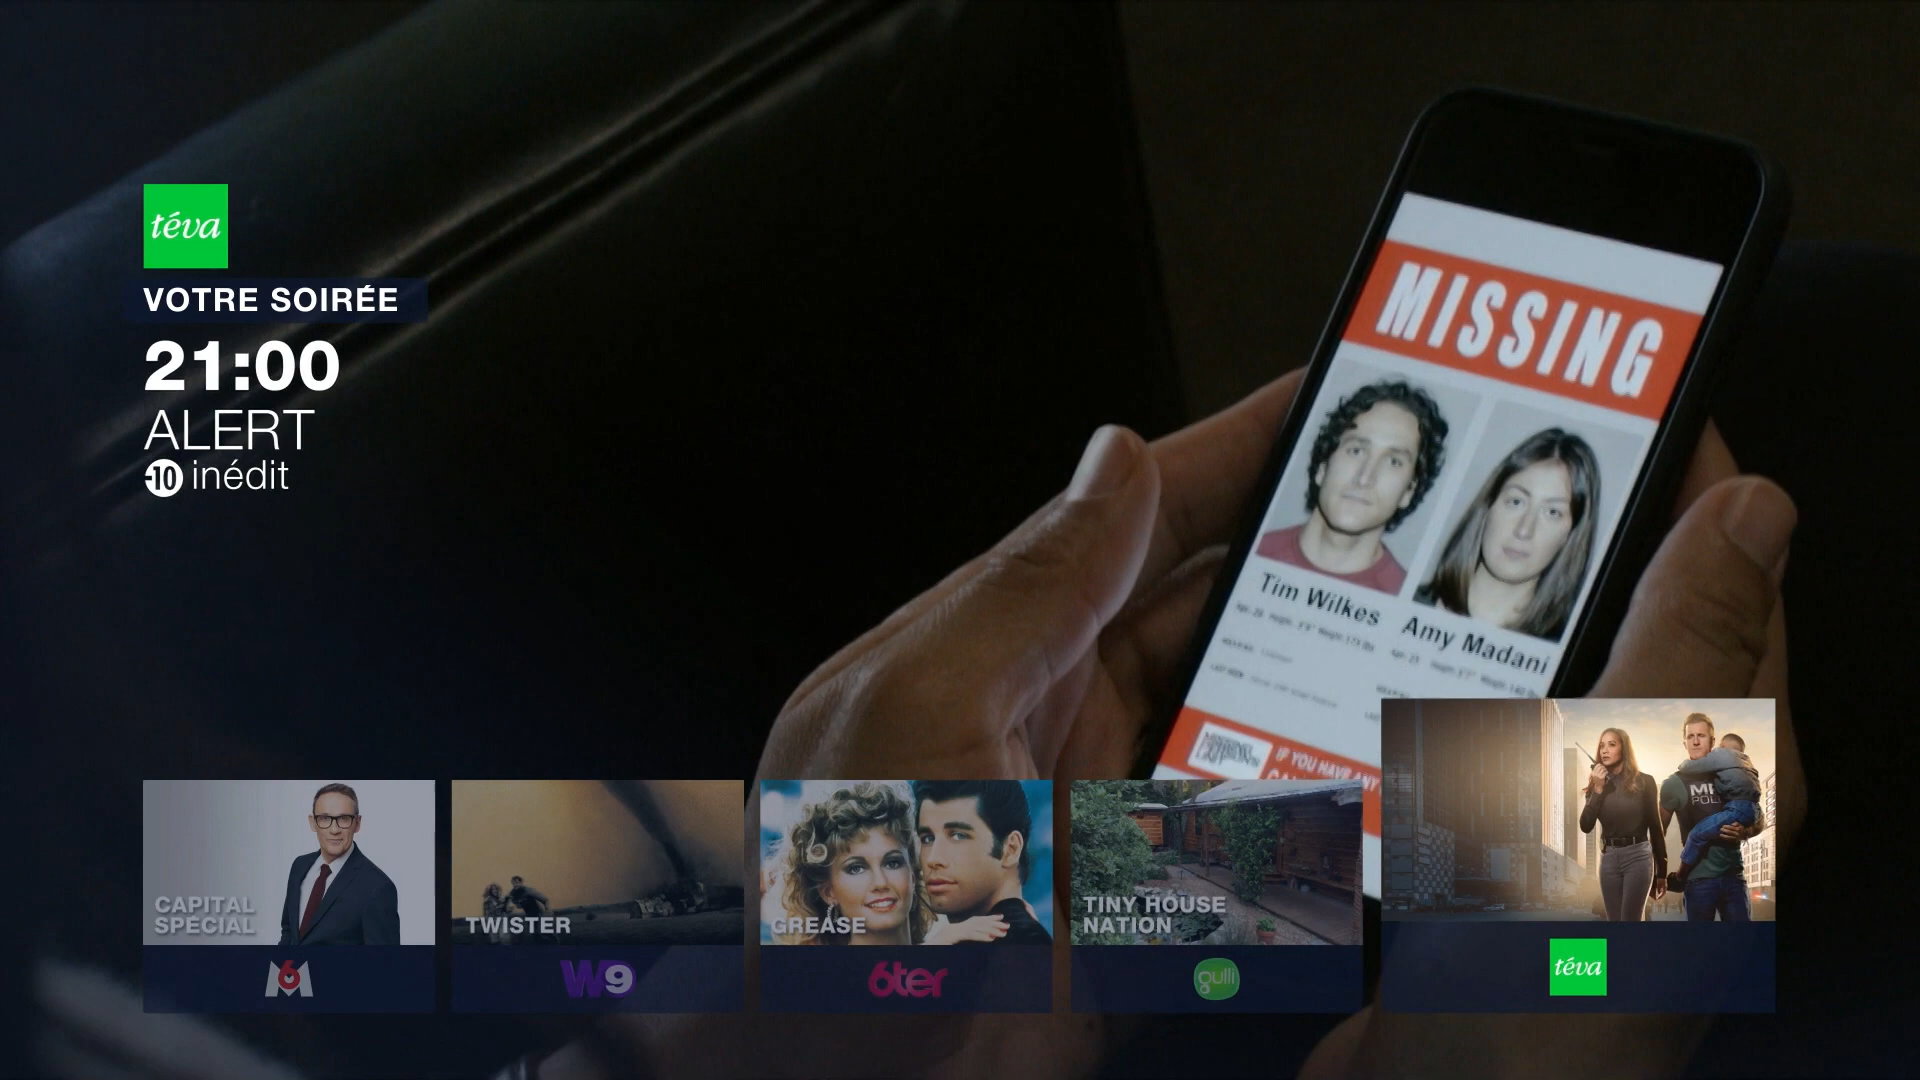 téva
VOTRE SOIRÉE
21:00
ALERT
-10 inédit
MISSING
Tim Wilkes
Amy Madani
IF YOU HAVE ANY
CAPITAL
SPÉCIAL
TWISTER
GREASE
TINY HOUSE
NATION
M6
W9
6ter
gulli
téva